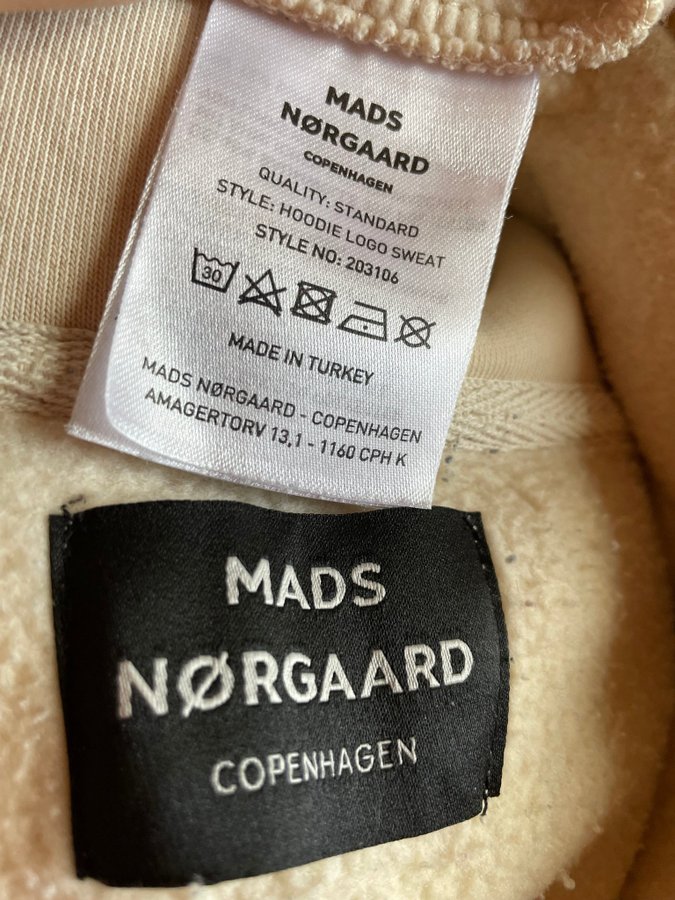 MADS
NØRGAARD
COPENHAGEN
QUALITY: STANDARD
STYLE: HOODIE LOGO SWEAT
STYLE NO: 203106
30
MADE IN TURKEY
MADS NØRGAARD - COPENHAGEN
AMAGERTORV 13,1 - 1160 CPH K
MADS
NØRGAARD
COPENHAGEN